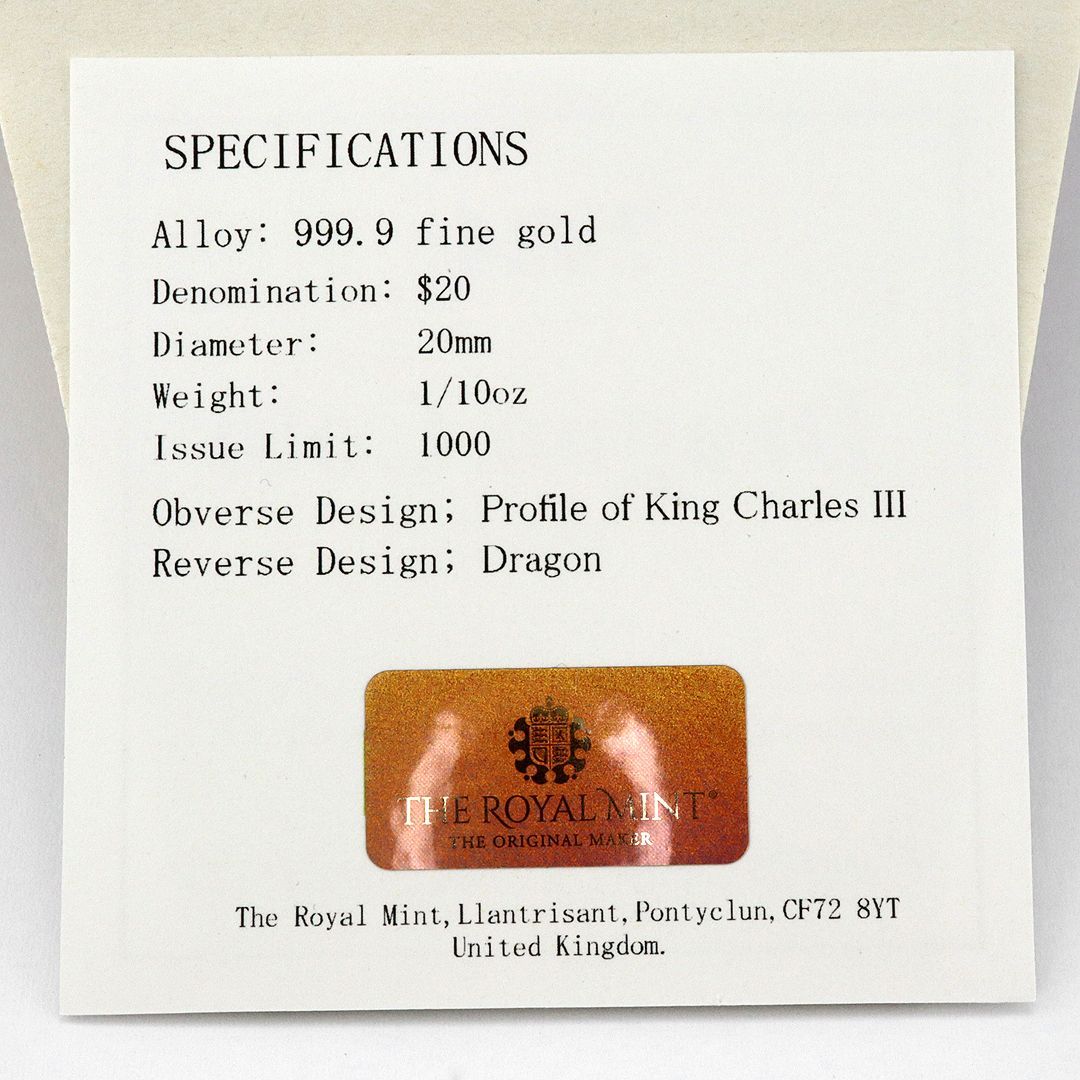 SPECIFICATIONS
Alloy: 999.9 fine gold
Denomination: $20
Diameter: 20mm
Weight: 1/10oz
Issue Limit: 1000
Obverse Design; Profile of King Charles III
Reverse Design; Dragon
THE ROYAL MINT®
THE ORIGINAL MAKER
The Royal Mint, Llantrisant, Pontyclun, CF72 8YT
United Kingdom.